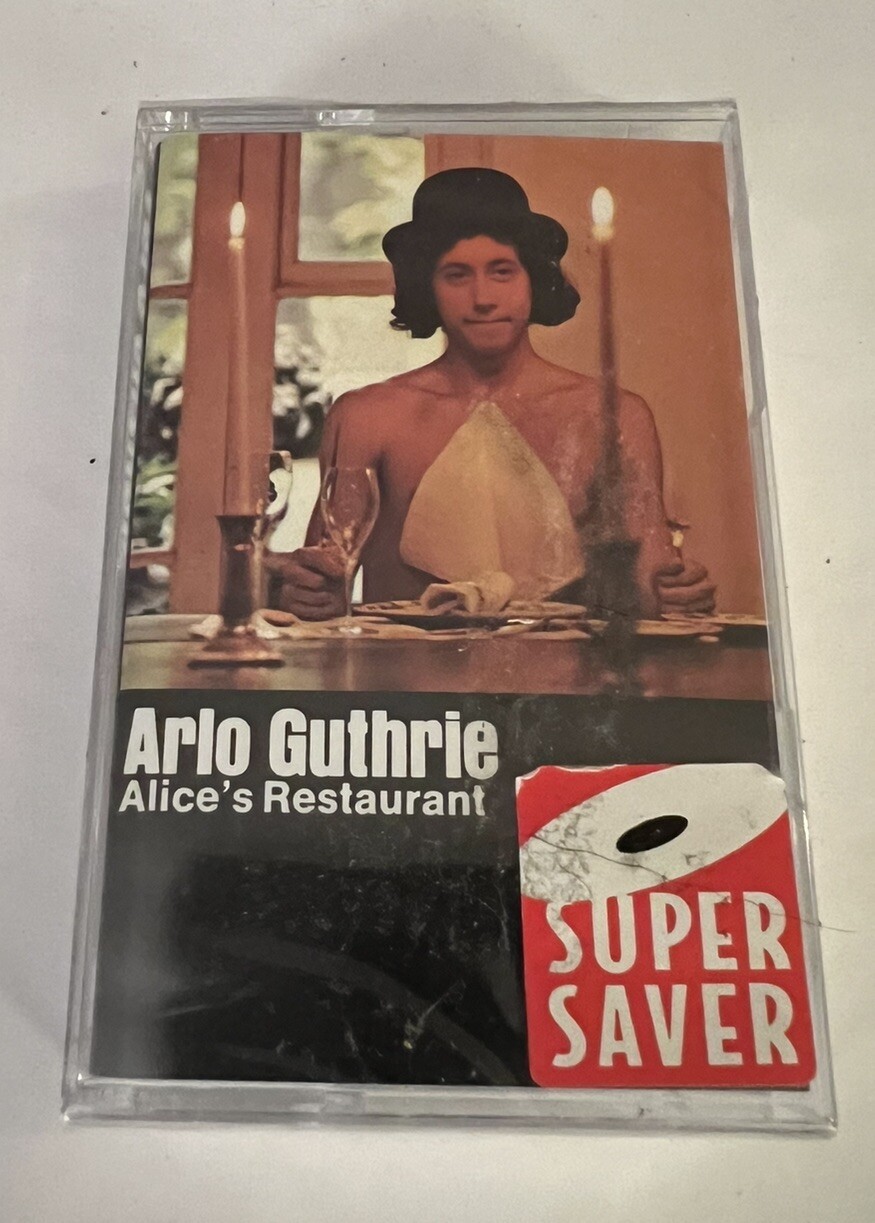 Arlo Guthrie
Alice's Restaurant
SUPER
SAVER